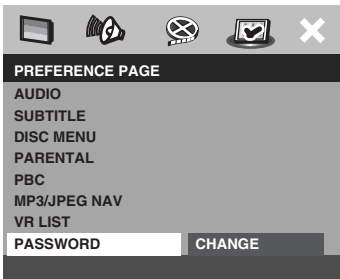 PREFERENCE PAGE
AUDIO
SUBTITLE
DISC MENU
PARENTAL
PBC
MP3/JPEG NAV
VR LIST
PASSWORD CHANGE